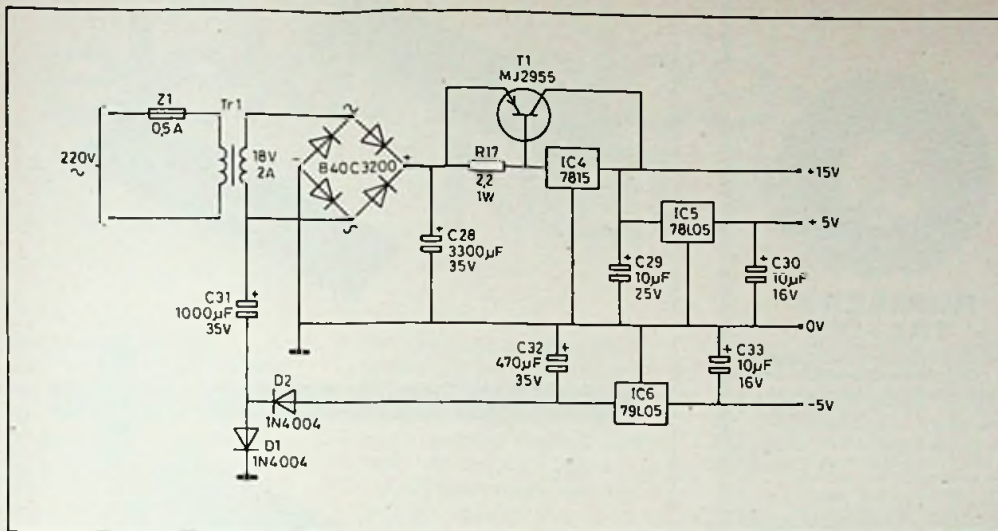 T1
MJ2955
Z1
0,5A
Tr1
220V
~
18V
2A
~
-
B40C3200
+
~
R17
2,2
1W
IC4
7815
+15V
IC5
78L05
+5V
+
C28
3300µF
35V
+
C29
10µF
25V
+
C30
10µF
16V
0V
C31
+
1000µF
35V
C32
+
470µF
35V
IC6
79L05
+
C33
10µF
16V
-5V
D2
1N4004
D1
1N4004